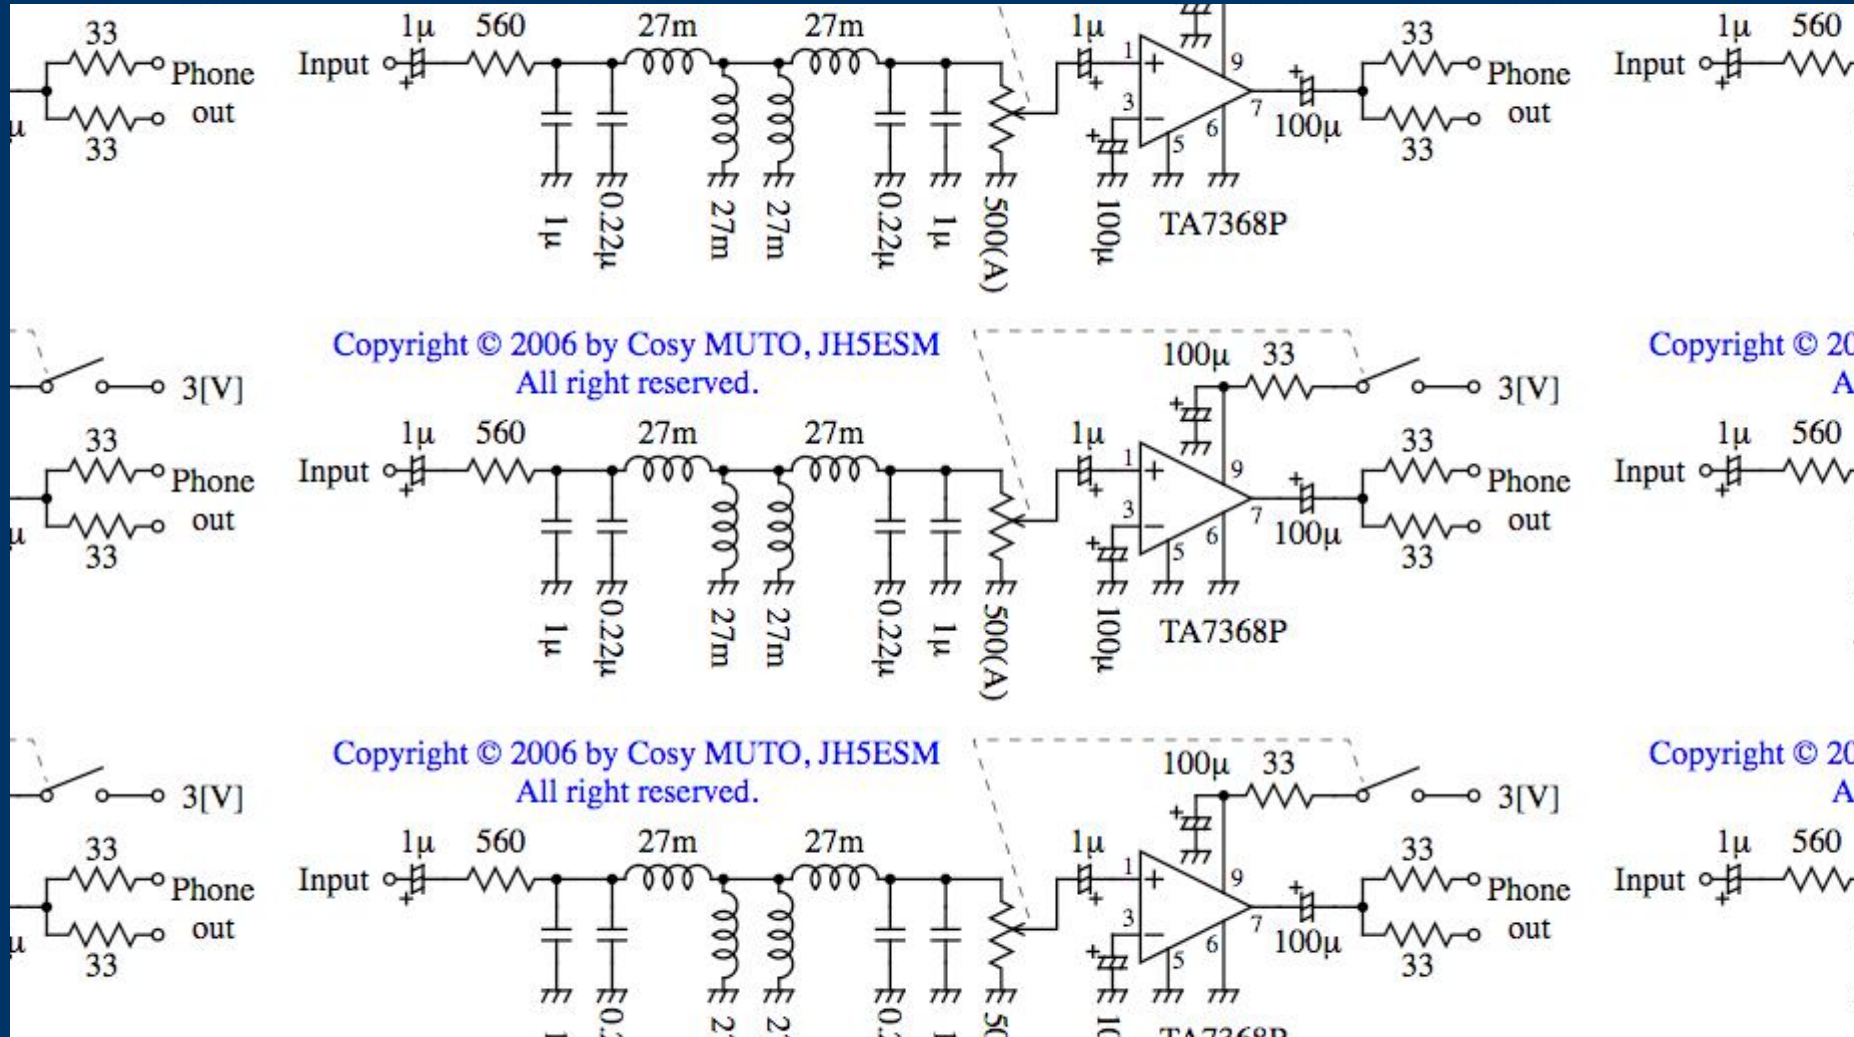 33 1μ 560 27m 27m 1μ 33 1μ 560
Input + 1 + 9 + Input +
Phone out 3 7 Phone out
μ 33 + − 5 6 100μ 33
1μ 0.22μ 27m 27m 0.22μ 1μ 500(A) 100μ TA7368P
Copyright © 2006 by Cosy MUTO, JH5ESM Copyright © 20
100μ 33
All right reserved. A
3[V] + 3[V]
33 1μ 560 27m 27m 1μ 33 1μ 560
Input + 1 + 9 + Input +
Phone out 3 7 Phone out
μ 33 + − 5 6 100μ 33
1μ 0.22μ 27m 27m 0.22μ 1μ 500(A) 100μ TA7368P
Copyright © 2006 by Cosy MUTO, JH5ESM Copyright © 20
100μ 33
All right reserved. A
3[V] + 3[V]
33 1μ 560 27m 27m 1μ 33 1μ 560
Input + 1 + 9 + Input +
Phone out 3 7 Phone out
μ 33 + − 5 6 100μ 33